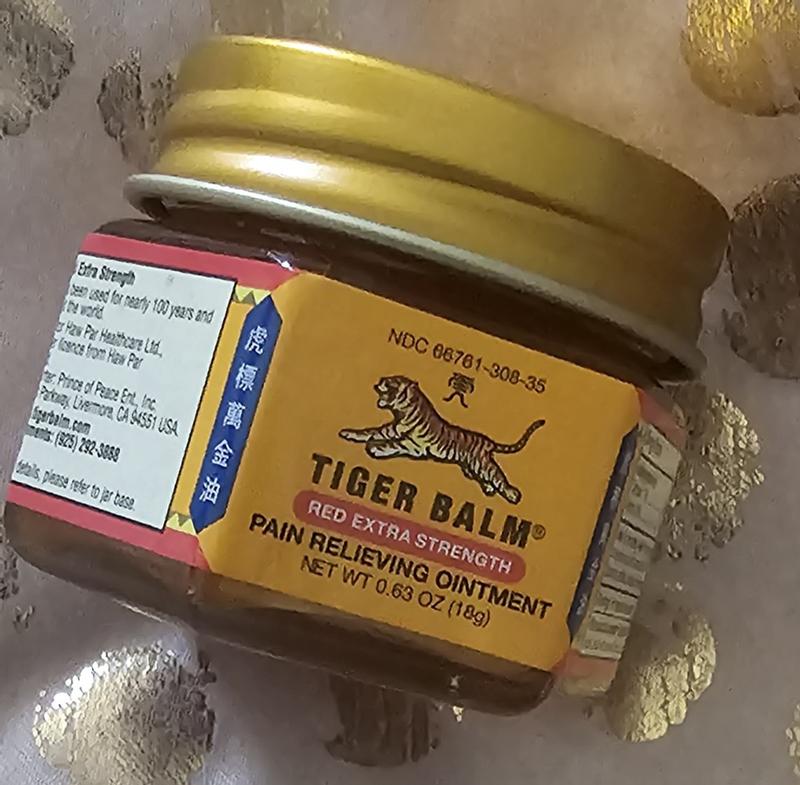 Extra Strength
been used for nearly 100 years and
the world.
Haw Par Healthcare Ltd.,
licence from Haw Par
Prince of Peace Ent., Inc.
Parkway, Livermore, CA 94551 USA
tigerbalm.com
(925) 292-3888
details, please refer to jar base.
虎標萬金油
NDC 66761-308-35
虎
TIGER BALM®
RED EXTRA STRENGTH
PAIN RELIEVING OINTMENT
NET WT 0.63 OZ (18g)